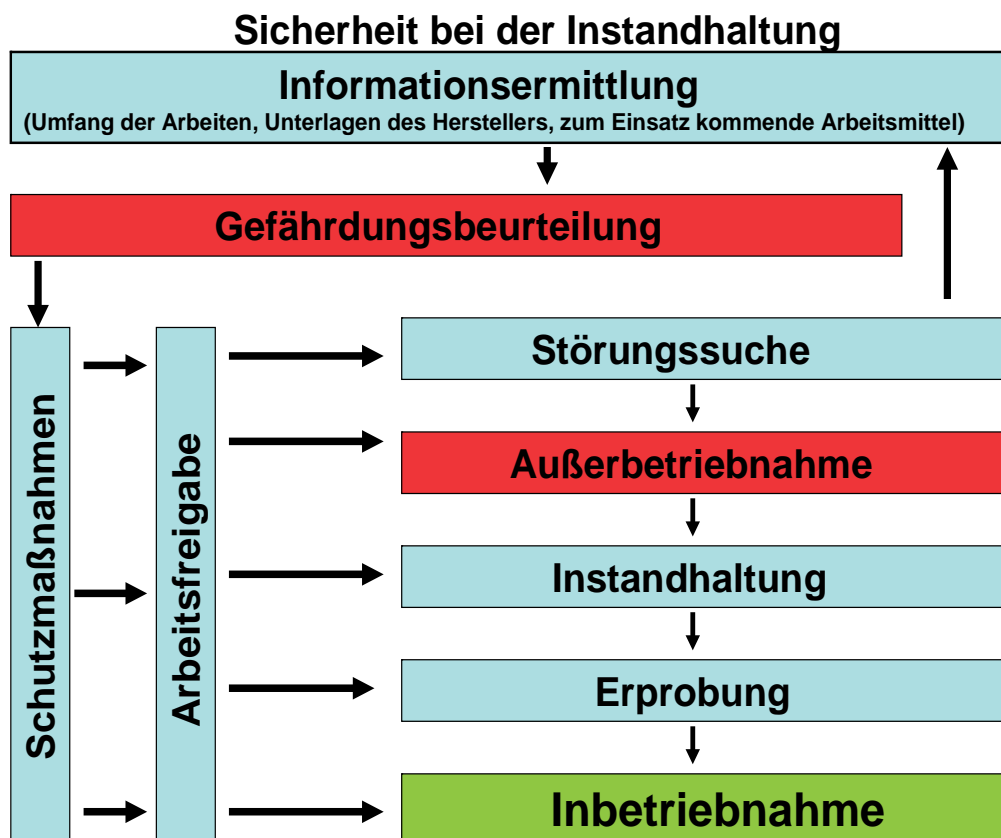 Sicherheit bei der Instandhaltung
Informationsermittlung
(Umfang der Arbeiten, Unterlagen des Herstellers, zum Einsatz kommende Arbeitsmittel)
Gefährdungsbeurteilung
Schutzmaßnahmen
Arbeitsfreigabe
Störungssuche
Außerbetriebnahme
Instandhaltung
Erprobung
Inbetriebnahme